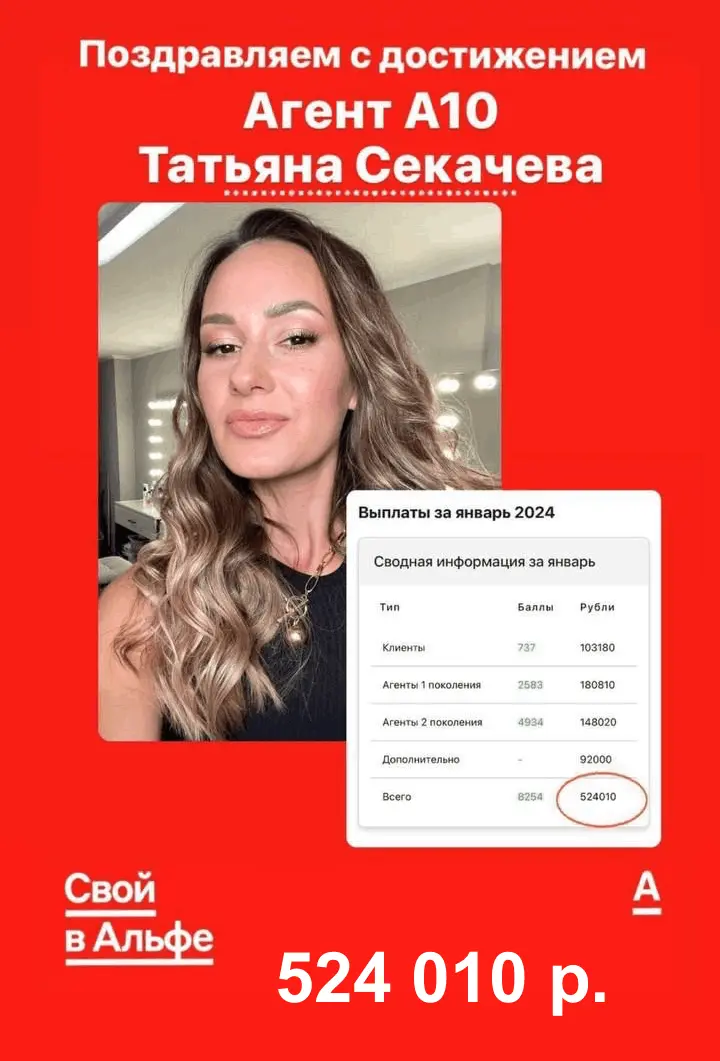 Поздравляем с достижением
Агент А10
Татьяна Секачева
Выплаты за январь 2024
Сводная информация за январь
Тип Баллы Рубли
Клиенты 737 103180
Агенты 1 поколения 2583 180810
Агенты 2 поколения 4934 148020
Дополнительно - 92000
Всего 8254 524010
Свой
в Альфе
А
524 010 р.